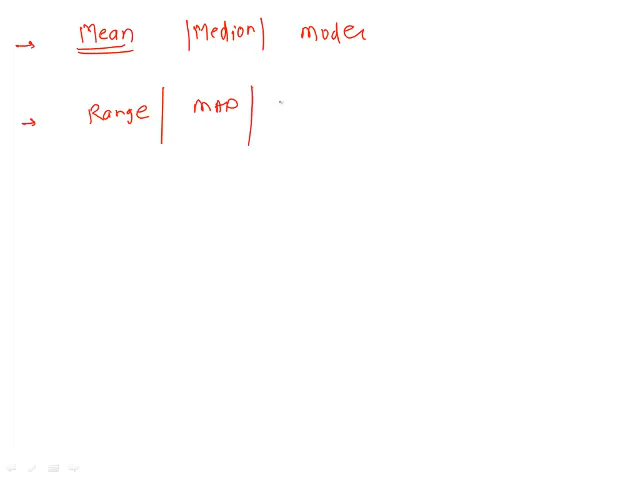 → Mean |Medion| Mode
→ Range | MAD |